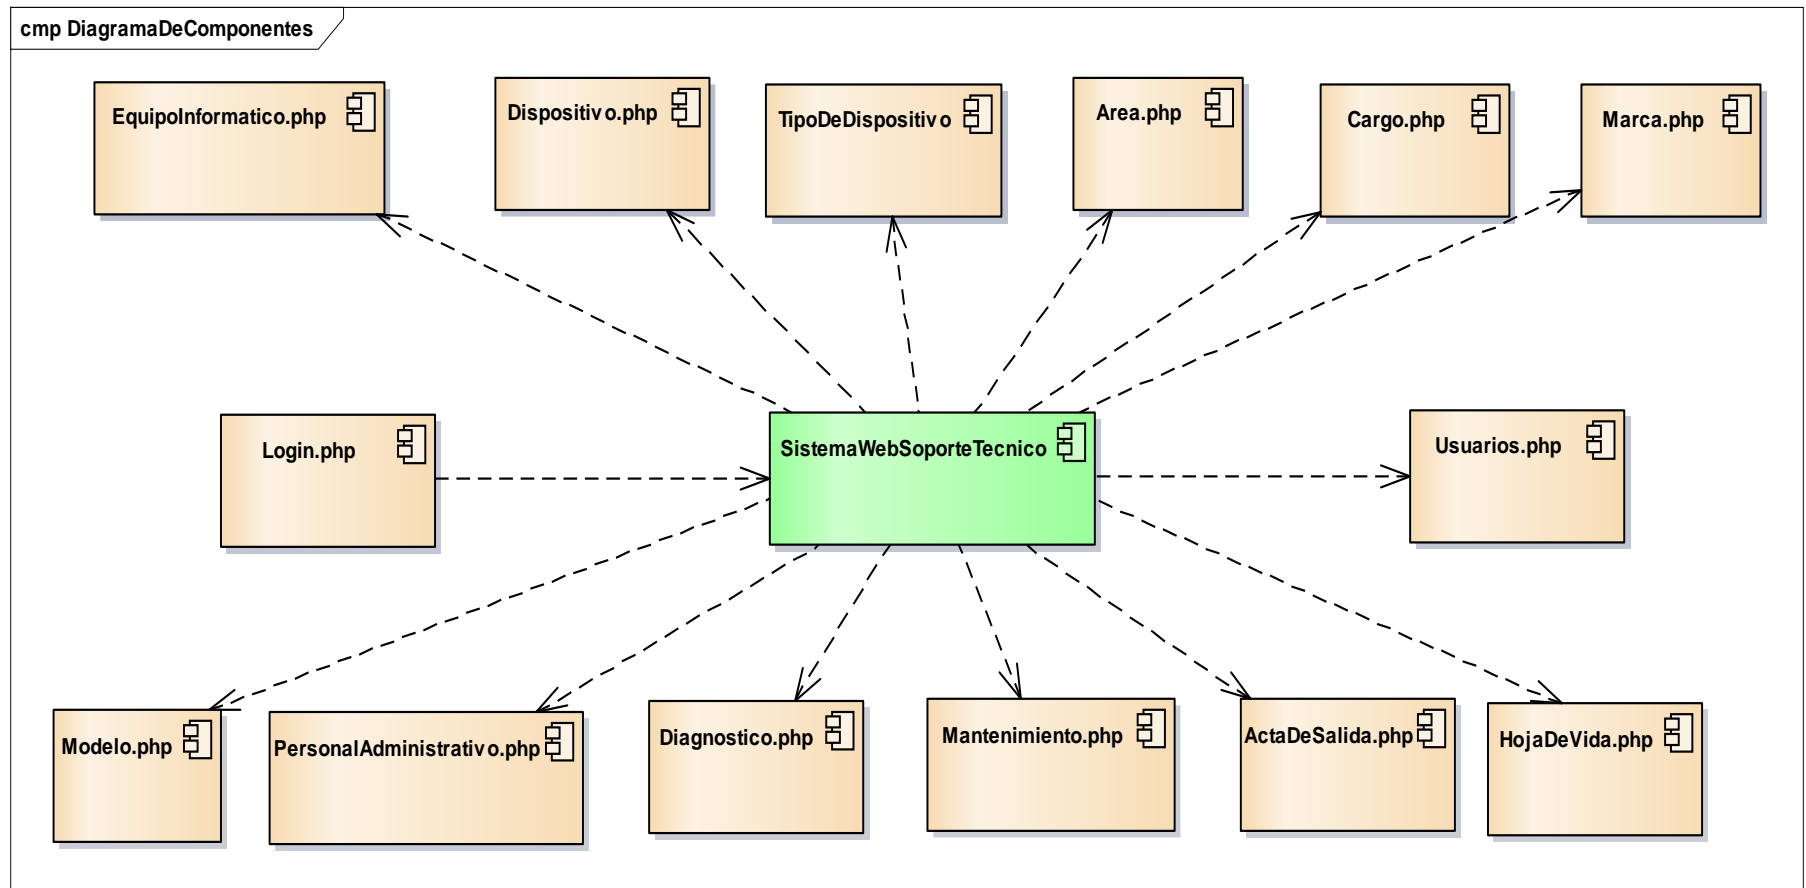 cmp DiagramaDeComponentes
EquipoInformatico.php
Dispositivo.php
TipoDeDispositivo
Area.php
Cargo.php
Marca.php
Login.php
SistemaWebSoporteTecnico
Usuarios.php
Modelo.php
PersonalAdministrativo.php
Diagnostico.php
Mantenimiento.php
ActaDeSalida.php
HojaDeVida.php